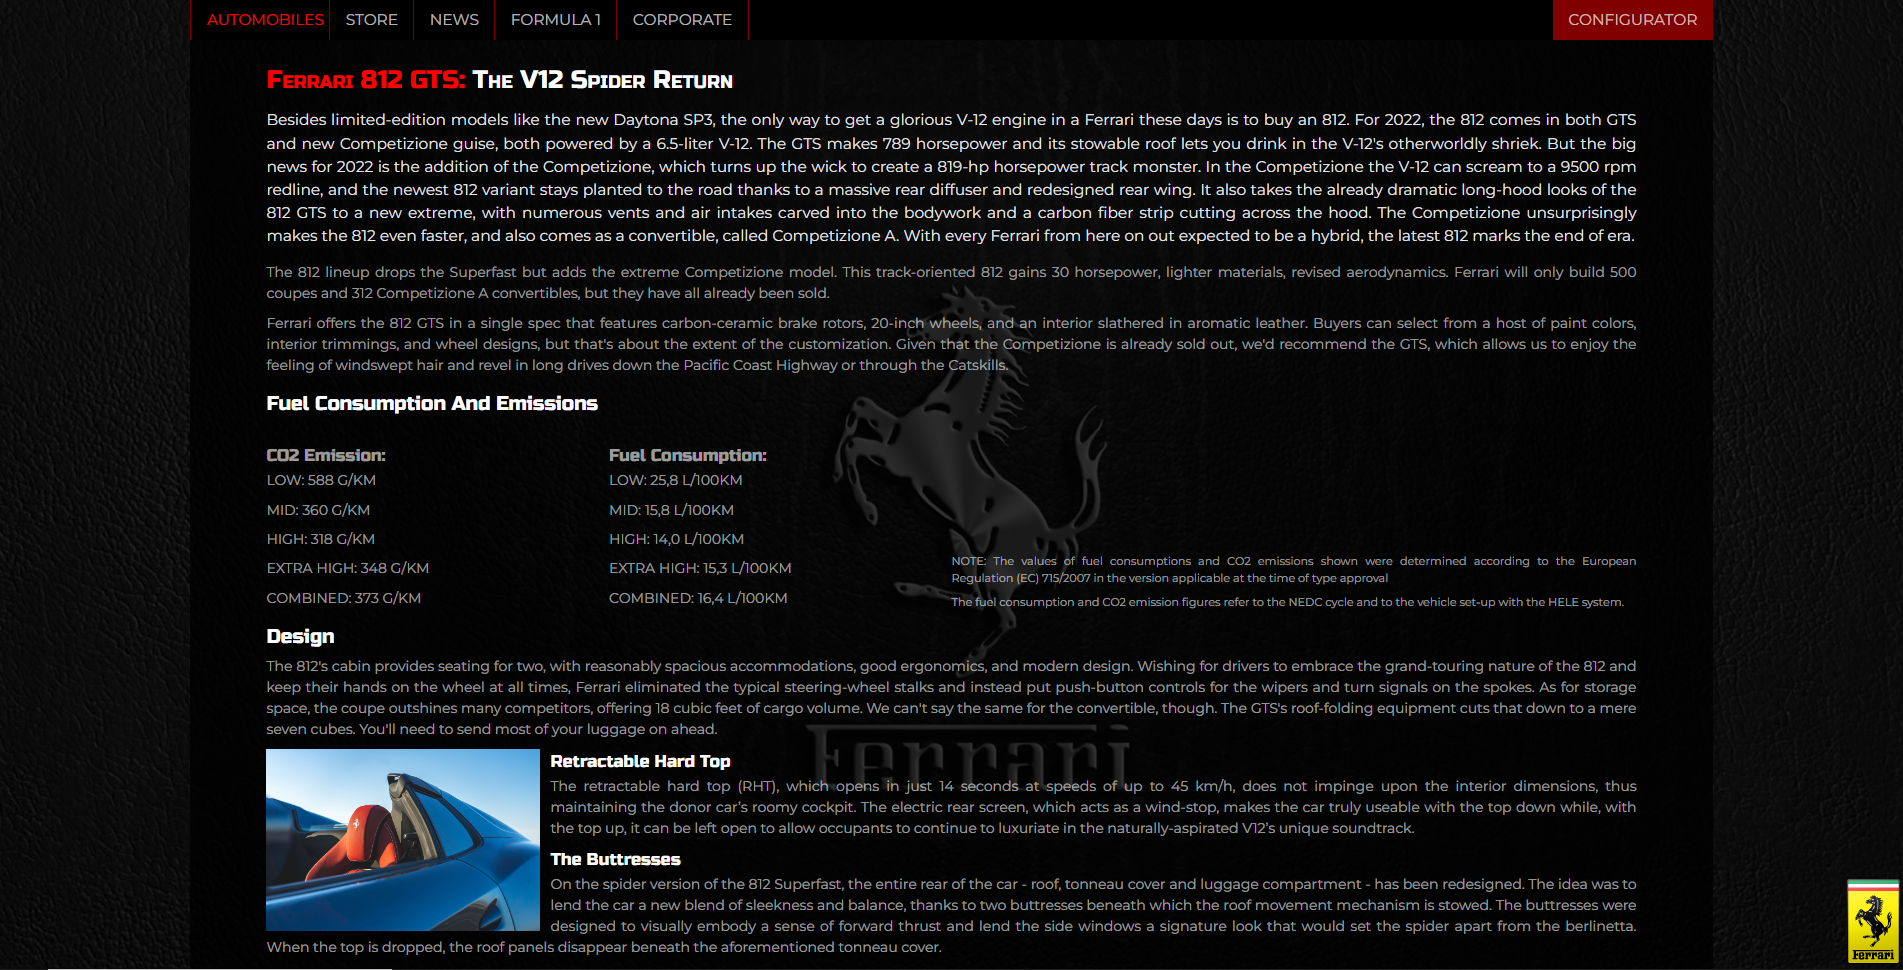 AUTOMOBILES STORE NEWS FORMULA 1 CORPORATE CONFIGURATOR
Ferrari 812 GTS: The V12 Spider Return
Besides limited-edition models like the new Daytona SP3, the only way to get a glorious V-12 engine in a Ferrari these days is to buy an 812. For 2022, the 812 comes in both GTS
and new Competizione guise, both powered by a 6.5-liter V-12. The GTS makes 789 horsepower and its stowable roof lets you drink in the V-12's otherworldly shriek. But the big
news for 2022 is the addition of the Competizione, which turns up the wick to create a 819-hp horsepower track monster. In the Competizione the V-12 can scream to a 9500 rpm
redline, and the newest 812 variant stays planted to the road thanks to a massive rear diffuser and redesigned rear wing. It also takes the already dramatic long-hood looks of the
812 GTS to a new extreme, with numerous vents and air intakes carved into the bodywork and a carbon fiber strip cutting across the hood. The Competizione unsurprisingly
makes the 812 even faster, and also comes as a convertible, called Competizione A. With every Ferrari from here on out expected to be a hybrid, the latest 812 marks the end of era.
The 812 lineup drops the Superfast but adds the extreme Competizione model. This track-oriented 812 gains 30 horsepower, lighter materials, revised aerodynamics. Ferrari will only build 500
coupes and 312 Competizione A convertibles, but they have all already been sold.
Ferrari offers the 812 GTS in a single spec that features carbon-ceramic brake rotors, 20-inch wheels, and an interior slathered in aromatic leather. Buyers can select from a host of paint colors,
interior trimmings, and wheel designs, but that's about the extent of the customization. Given that the Competizione is already sold out, we'd recommend the GTS, which allows us to enjoy the
feeling of windswept hair and revel in long drives down the Pacific Coast Highway or through the Catskills.
Fuel Consumption And Emissions
CO2 Emission:
LOW: 588 G/KM
MID: 360 G/KM
HIGH: 318 G/KM
EXTRA HIGH: 348 G/KM
COMBINED: 373 G/KM
Fuel Consumption:
LOW: 25,8 L/100KM
MID: 15,8 L/100KM
HIGH: 14,0 L/100KM
EXTRA HIGH: 15,3 L/100KM
COMBINED: 16,4 L/100KM
NOTE: The values of fuel consumptions and CO2 emissions shown were determined according to the European
Regulation (EC) 715/2007 in the version applicable at the time of type approval
The fuel consumption and CO2 emission figures refer to the NEDC cycle and to the vehicle set-up with the HELE system.
Design
The 812's cabin provides seating for two, with reasonably spacious accommodations, good ergonomics, and modern design. Wishing for drivers to embrace the grand-touring nature of the 812 and
keep their hands on the wheel at all times, Ferrari eliminated the typical steering-wheel stalks and instead put push-button controls for the wipers and turn signals on the spokes. As for storage
space, the coupe outshines many competitors, offering 18 cubic feet of cargo volume. We can't say the same for the convertible, though. The GTS's roof-folding equipment cuts that down to a mere
seven cubes. You'll need to send most of your luggage on ahead.
Ferrari
Retractable Hard Top
The retractable hard top (RHT), which opens in just 14 seconds at speeds of up to 45 km/h, does not impinge upon the interior dimensions, thus
maintaining the donor car’s roomy cockpit. The electric rear screen, which acts as a wind-stop, makes the car truly useable with the top down while, with
the top up, it can be left open to allow occupants to continue to luxuriate in the naturally-aspirated V12’s unique soundtrack.
The Buttresses
On the spider version of the 812 Superfast, the entire rear of the car - roof, tonneau cover and luggage compartment - has been redesigned. The idea was to
lend the car a new blend of sleekness and balance, thanks to two buttresses beneath which the roof movement mechanism is stowed. The buttresses were
designed to visually embody a sense of forward thrust and lend the side windows a signature look that would set the spider apart from the berlinetta.
When the top is dropped, the roof panels disappear beneath the aforementioned tonneau cover.
Ferrari